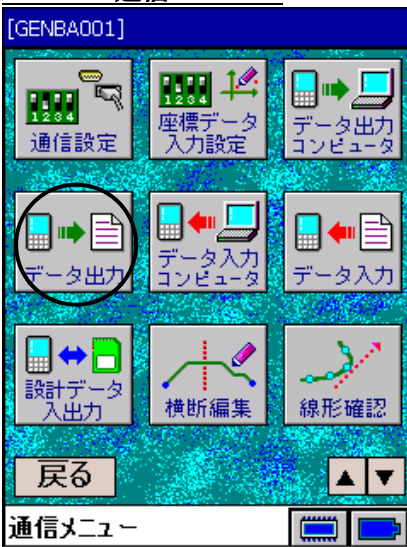 通信
[GENBA001]
1234
通信設定
1234
座標データ
入力設定
データ出力
コンピュータ
データ出力
データ入力
コンピュータ
データ入力
設計データ
入出力
横断編集
線形確認
戻る
▲ ▼
通信メニュー